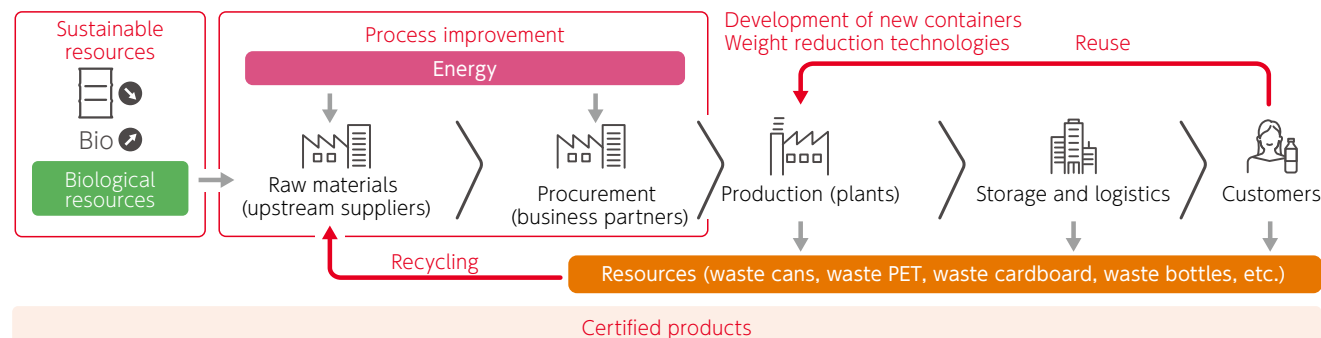 Sustainable
resources
Bio
Biological
resources
Process improvement
Energy
Raw materials
(upstream suppliers)
Procurement
(business partners)
Development of new containers
Weight reduction technologies
Reuse
Production (plants)
Storage and logistics
Customers
Recycling
Resources (waste cans, waste PET, waste cardboard, waste bottles, etc.)
Certified products